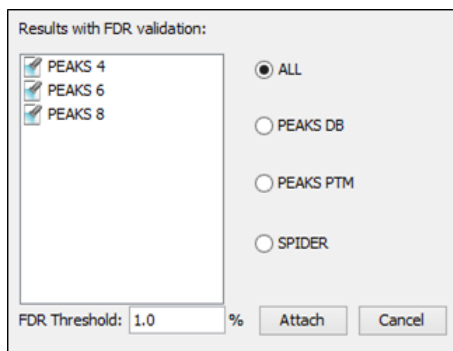 Results with FDR validation:
PEAKS 4
PEAKS 6
PEAKS 8
ALL
PEAKS DB
PEAKS PTM
SPIDER
FDR Threshold: 1.0 % Attach Cancel